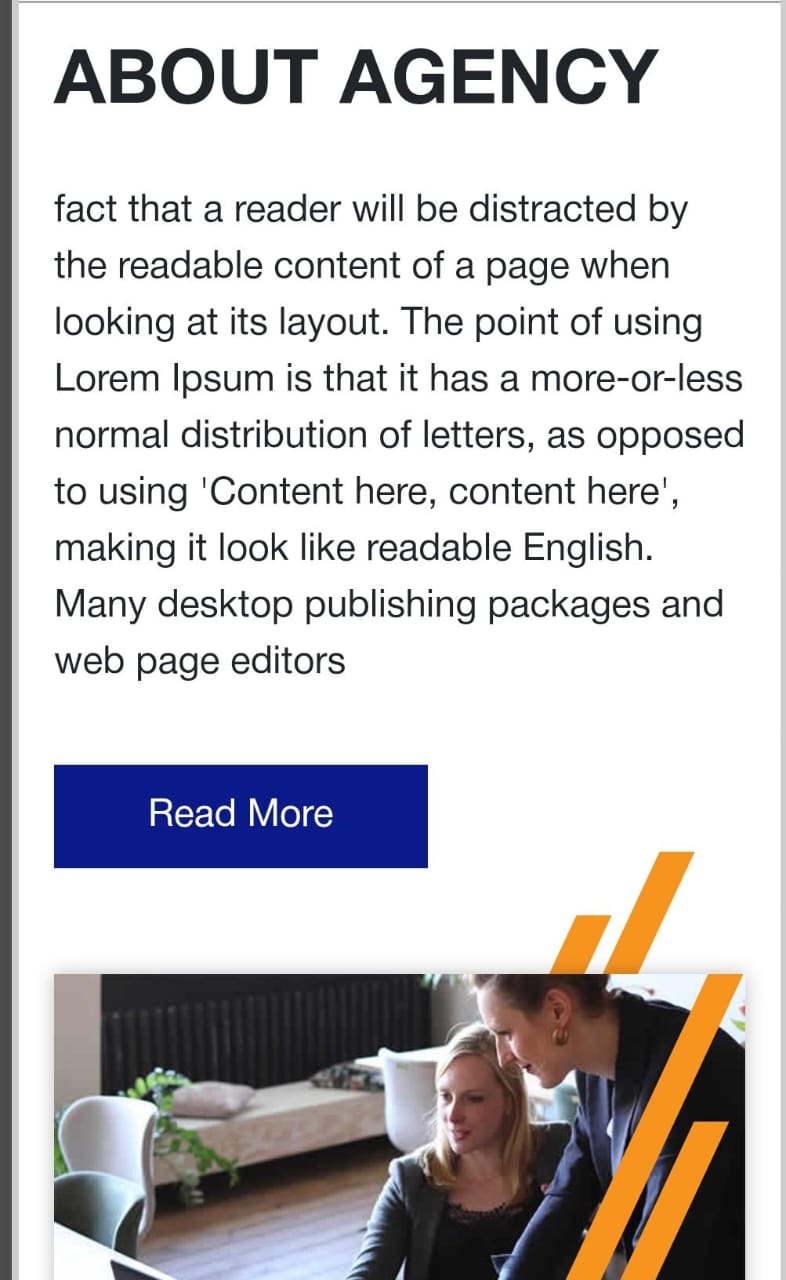 ABOUT AGENCY
fact that a reader will be distracted by
the readable content of a page when
looking at its layout. The point of using
Lorem Ipsum is that it has a more-or-less
normal distribution of letters, as opposed
to using 'Content here, content here',
making it look like readable English.
Many desktop publishing packages and
web page editors
Read More